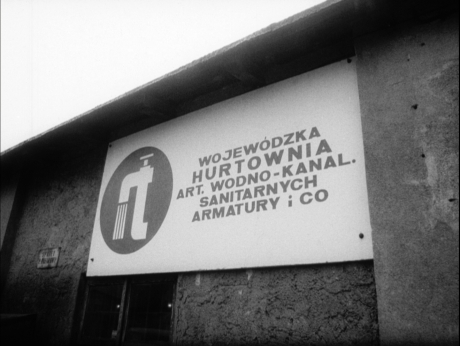 WOJEWÓDZKA
HURTOWNIA
ART. WODNO-KANAL.
SANITARNYCH
ARMATURY i CO